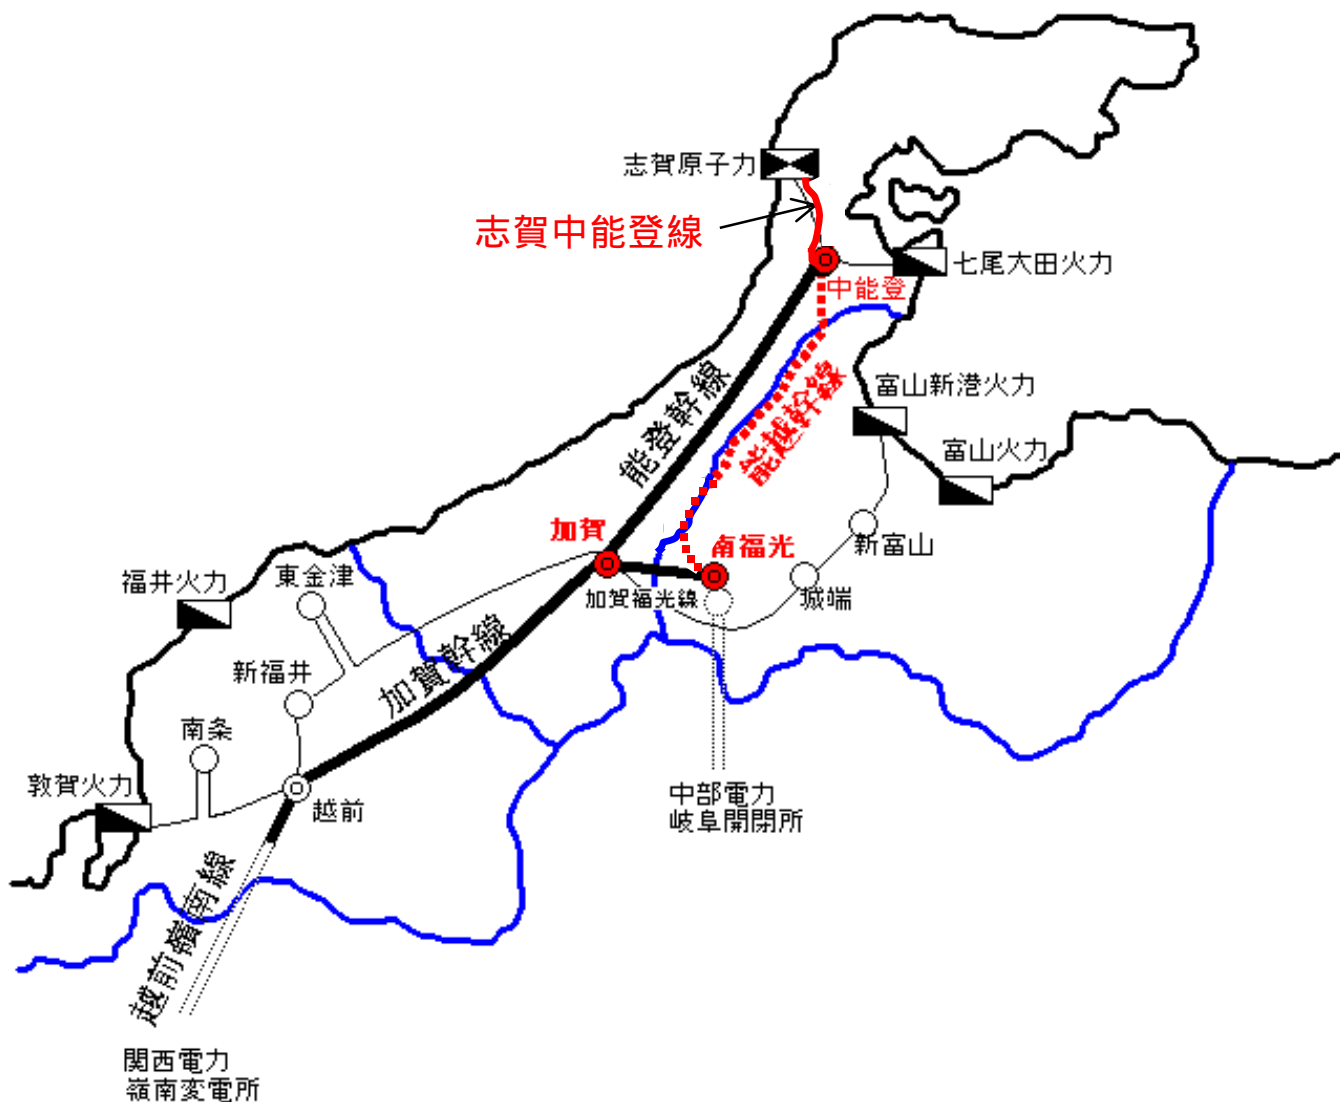 志賀原子力
志賀中能登線
七尾大田火力
中能登
富山新港火力
能登幹線
能越幹線
富山火力
加賀
南福光
新富山
福井火力
東金津
加賀福光線
城端
加賀幹線
新福井
南条
敦賀火力
越前
中部電力
岐阜開閉所
越前嶺南線
関西電力
嶺南変電所